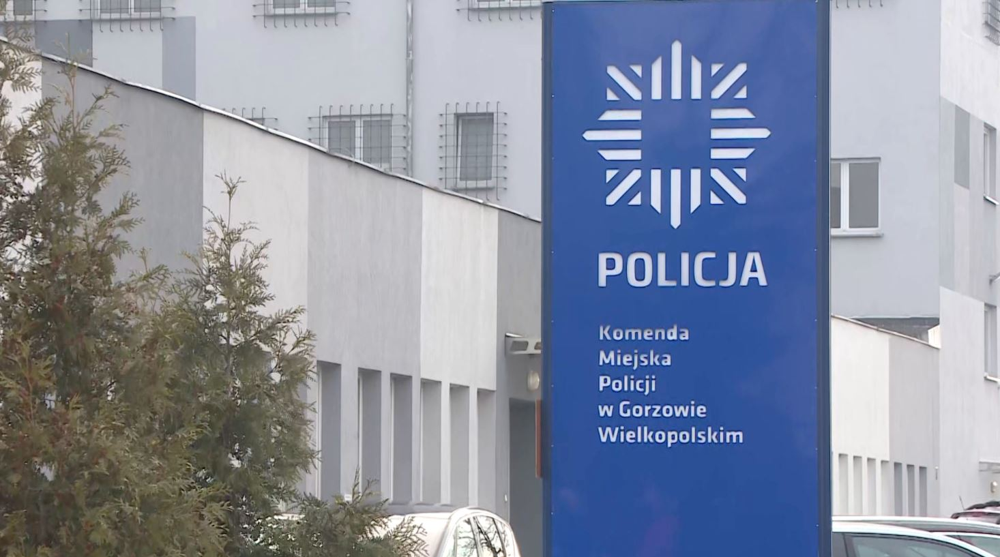 POLICJA
Komenda
Miejska
Policji
w Gorzowie
Wielkopolskim